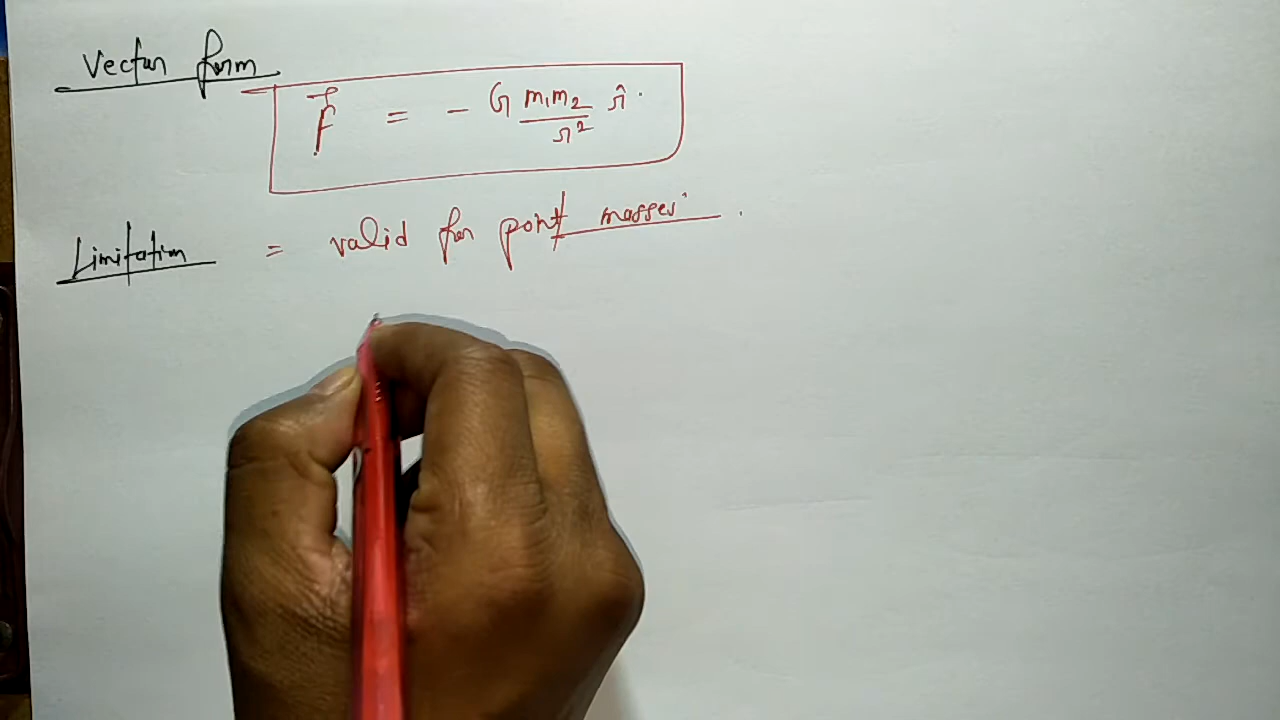 Vector form
F⃗ = - G m₁m₂ / r² r̂.
Limitation = valid for point masses.